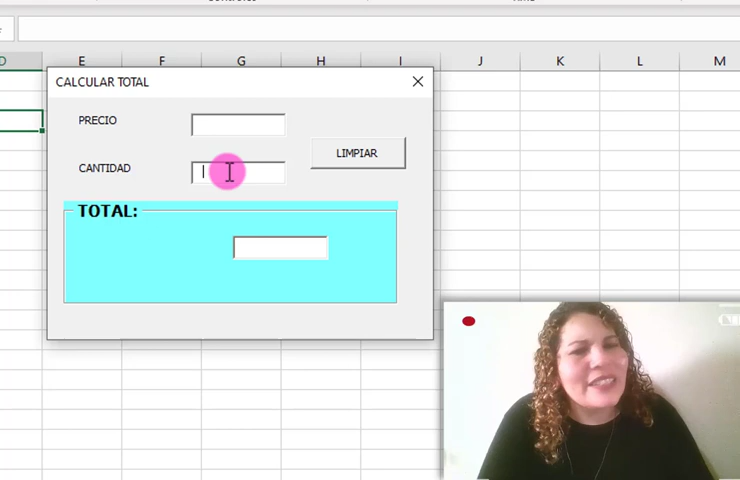 E F G H I J K L M
CALCULAR TOTAL
PRECIO
LIMPIAR
CANTIDAD
TOTAL: